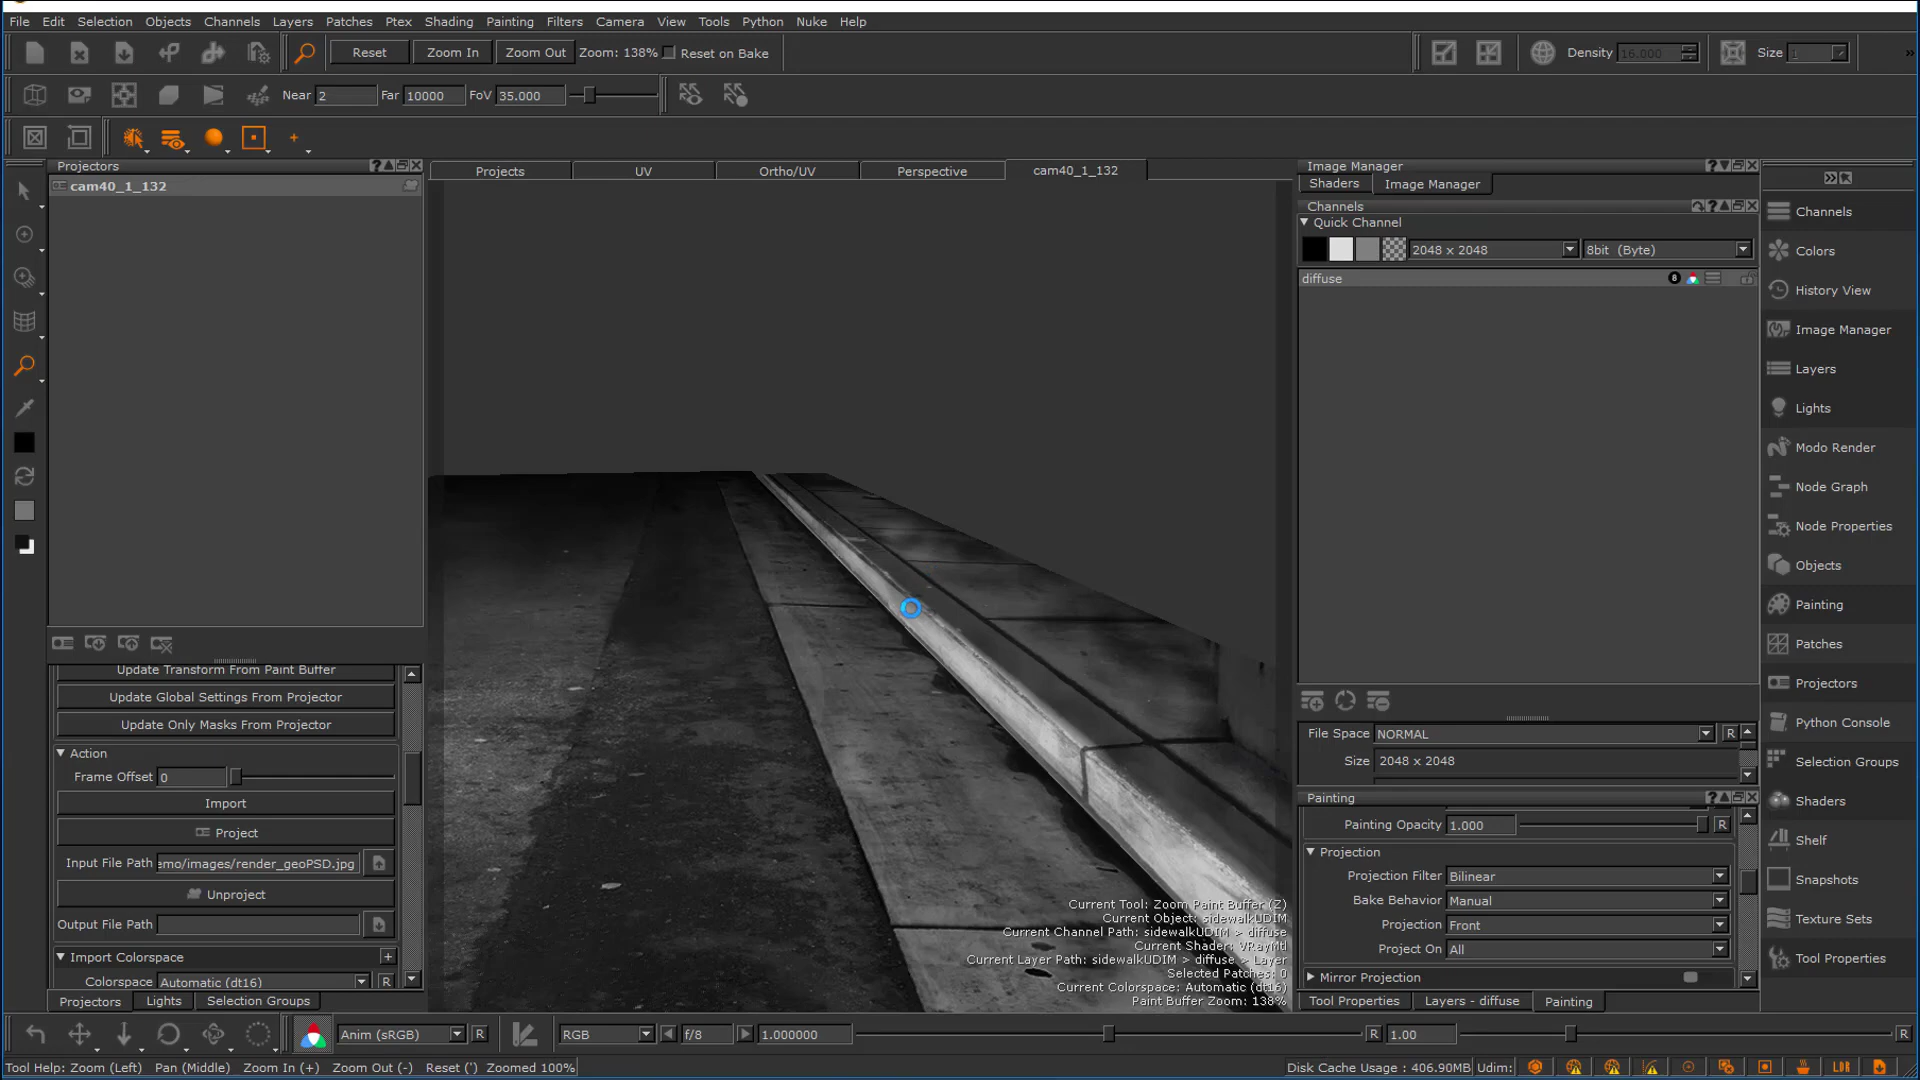 File Edit Selection Objects Channels Layers Patches Ptex Shading Painting Filters Camera View Tools Python Nuke Help
Reset Zoom In Zoom Out Zoom: 138% Reset on Bake Density 16.000 Size 1 »
Near 2 Far 10000 FoV 35.000
Projectors
cam40_1_132
Update Transform From Paint Buffer
Update Global Settings From Projector
Update Only Masks From Projector
Action
Frame Offset 0
Import
Project
Input File Path emo/images/render_geoPSD.jpg
Unproject
Output File Path
Import Colorspace +
Colorspace Automatic (dt16) R
Projectors Lights Selection Groups
Projects UV Ortho/UV Perspective cam40_1_132
Current Tool: Zoom Paint Buffer (Z)
Current Object: sidewalkUDIM
Current Channel Path: sidewalkUDIM > diffuse
Current Shader: VRayMtl
Current Layer Path: sidewalkUDIM > diffuse > Layer
Selected Patches: 0
Current Colorspace: Automatic (dt16)
Paint Buffer Zoom: 138%
Image Manager
Shaders Image Manager
Channels
Quick Channel
2048 x 2048 8bit (Byte)
diffuse 8
File Space NORMAL R
Size 2048 x 2048
Painting
Painting Opacity 1.000 R
Projection
Projection Filter Bilinear
Bake Behavior Manual
Projection Front
Project On All
Mirror Projection
Tool Properties Layers - diffuse Painting
Channels
Colors
History View
Image Manager
Layers
Lights
Modo Render
Node Graph
Node Properties
Objects
Painting
Patches
Projectors
Python Console
Selection Groups
Shaders
Shelf
Snapshots
Texture Sets
Tool Properties
Anim (sRGB) R RGB f/8 1.000000 R 1.00 R
Tool Help: Zoom (Left) Pan (Middle) Zoom In (+) Zoom Out (-) Reset (') Zoomed 100% Disk Cache Usage : 406.90MB Udim: LDR